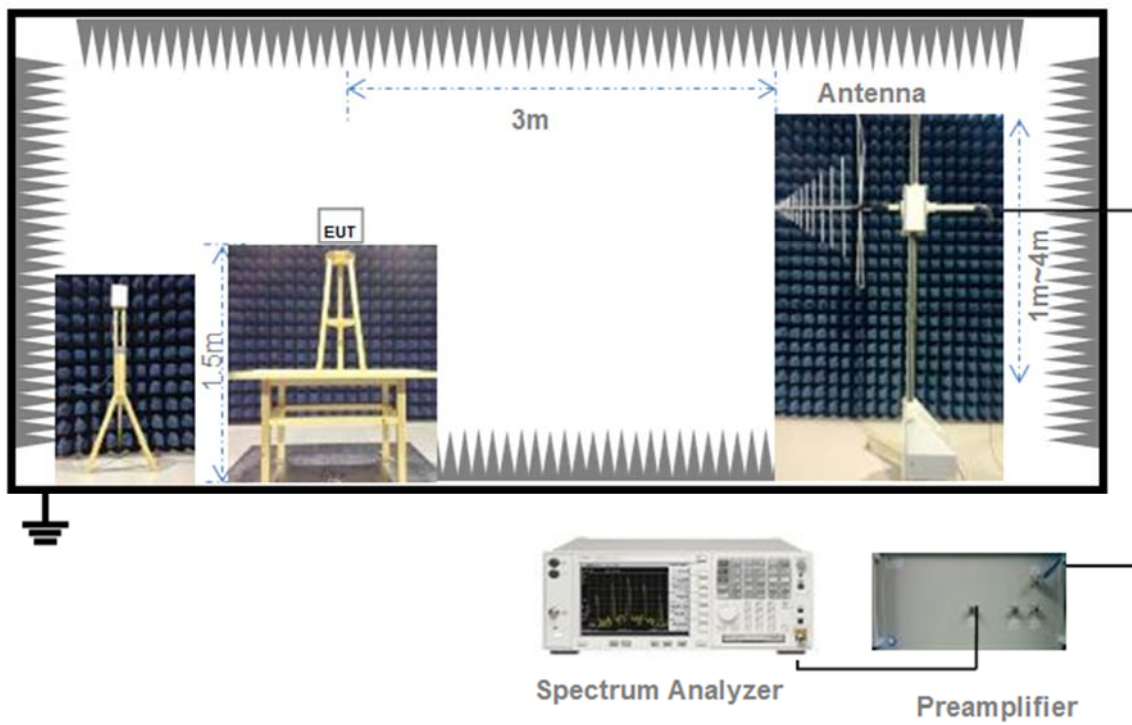 Antenna
3m
EUT
1.5m
1m~4m
Spectrum Analyzer
Preamplifier